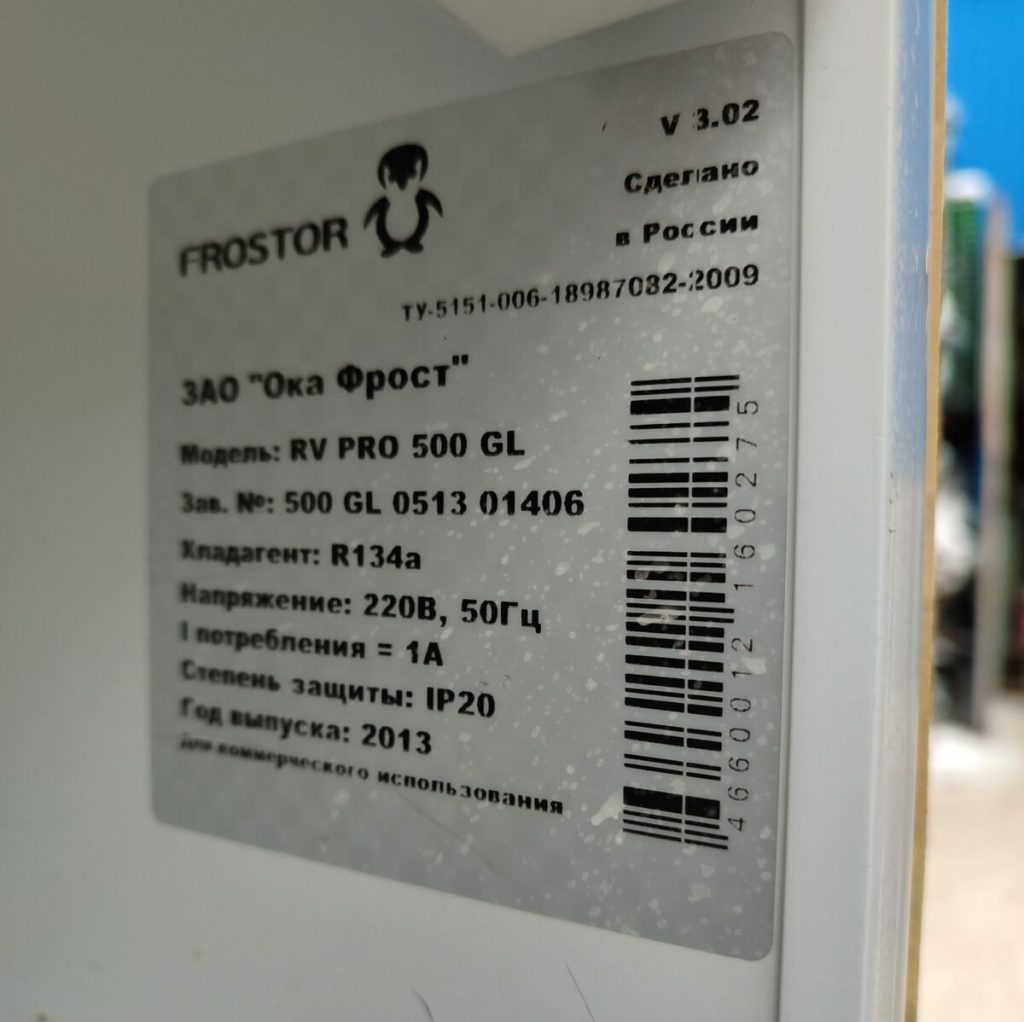 V 3.02
Сделано
в России
FROSTOR
ТУ-5151-006-18987032-2009
ЗАО "Ока Фрост"
Модель: RV PRO 500 GL
Зав. №: 500 GL 0513 01406
Хладагент: R134a
Напряжение: 220В, 50Гц
I потребления = 1А
Степень защиты: IP20
Год выпуска: 2013
Для коммерческого использования
4660012160275